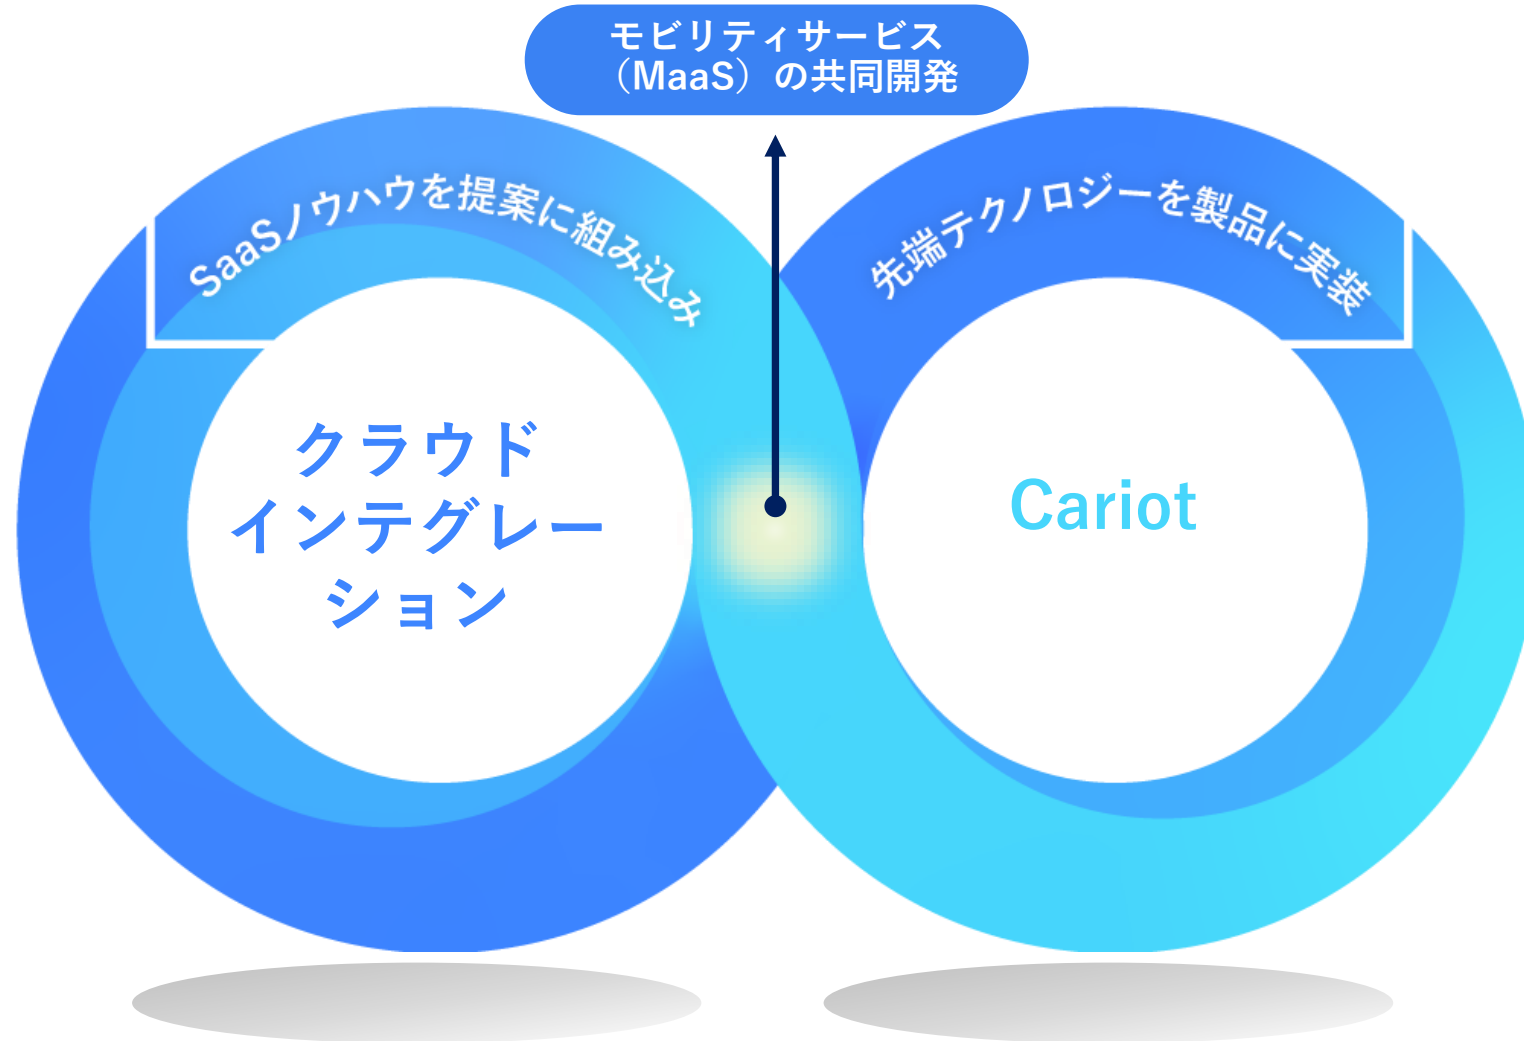 モビリティサービス
（MaaS）の共同開発
SaaSノウハウを提案に組み込み
先端テクノロジーを製品に実装
クラウド
インテグレー
ション
Cariot